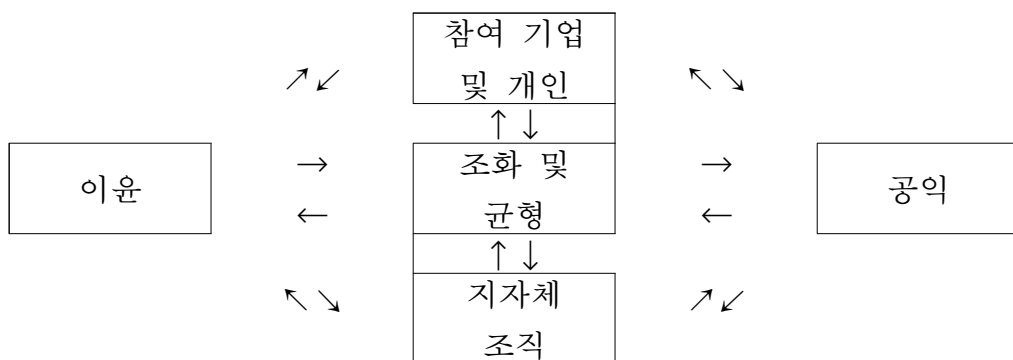 참여 기업
및 개인
↗↙ ↖↘
↑↓
이윤 → 조화 및 → 공익
← 균형 ←
↑↓
↖↘ 지자체 ↗↙
조직